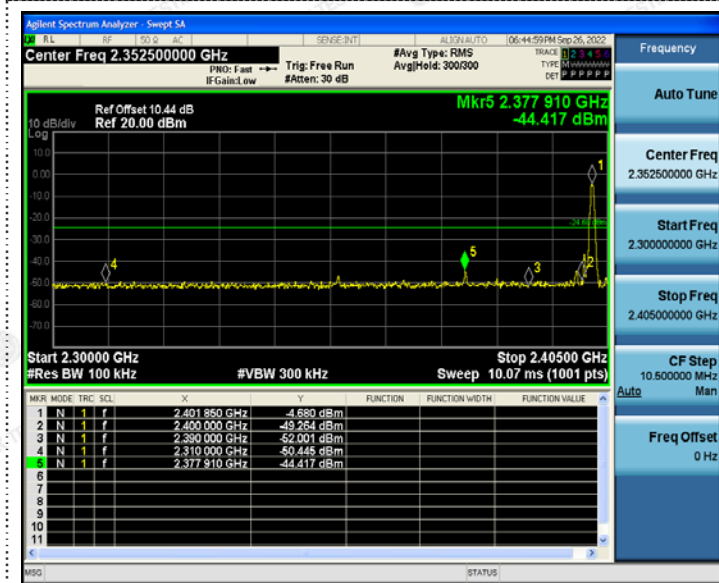 Agilent Spectrum Analyzer - Swept SA
RL RF 50 Ω AC SENSE:INT ALIGN AUTO 06:44:59 PM Sep 26, 2022
Center Freq 2.352500000 GHz
PNO: Fast
IFGain:Low
Trig: Free Run
#Atten: 30 dB
#Avg Type: RMS
Avg|Hold: 300/300
TRACE 1 2 3 4 5 6
TYPE M
DET P P P P P P
Ref Offset 10.44 dB
Ref 20.00 dBm
10 dB/div
Log
Mkr5 2.377 910 GHz
-44.417 dBm
10.0
0.00
-10.0
-20.0
-30.0
-40.0
-60.0
-70.0
1
2
3
4
5
Start 2.30000 GHz Stop 2.40500 GHz
#Res BW 100 kHz #VBW 300 kHz Sweep 10.07 ms (1001 pts)
MKR MODE TRC SCL X Y FUNCTION FUNCTION WIDTH FUNCTION VALUE
1 N 1 f 2.401 850 GHz -4.680 dBm
2 N 1 f 2.400 000 GHz -49.264 dBm
3 N 1 f 2.390 000 GHz -52.001 dBm
4 N 1 f 2.310 000 GHz -50.445 dBm
5 N 1 f 2.377 910 GHz -44.417 dBm
6
7
8
9
10
11
MSG STATUS
Frequency
Auto Tune
Center Freq
2.352500000 GHz
Start Freq
2.300000000 GHz
Stop Freq
2.405000000 GHz
CF Step
10.500000 MHz
Auto Man
Freq Offset
0 Hz